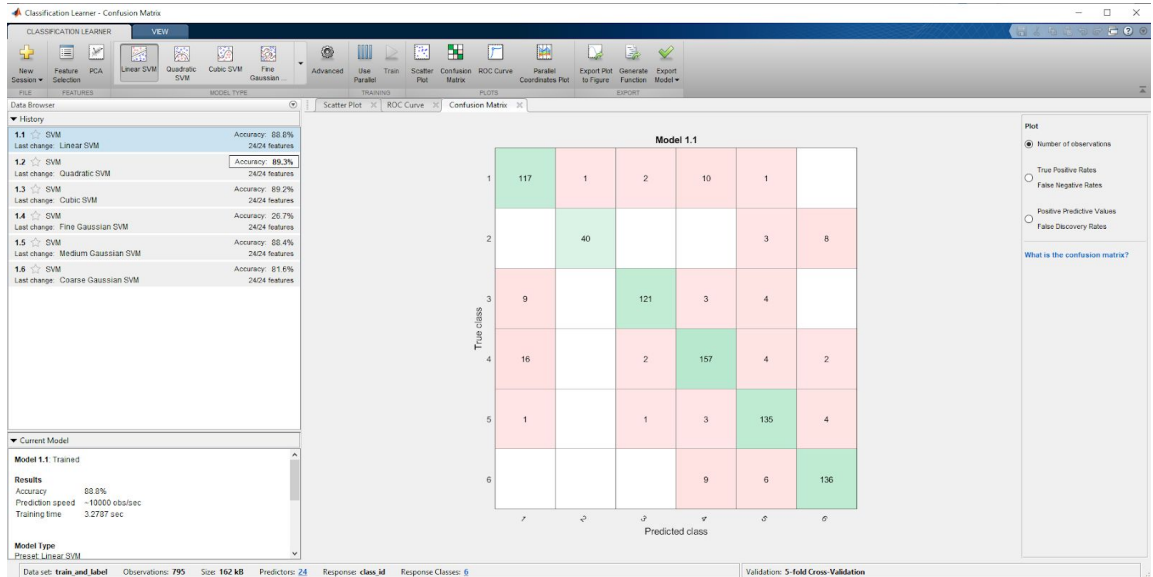 Classification Learner - Confusion Matrix
CLASSIFICATION LEARNER VIEW
New Session
Feature Selection
PCA
Linear SVM
Quadratic SVM
Cubic SVM
Fine Gaussian ...
Advanced
Use Parallel
Train
Scatter Plot
Confusion Matrix
ROC Curve
Parallel Coordinates Plot
Export Plot to Figure
Generate Function
Export Model
FILE FEATURES MODEL TYPE TRAINING PLOTS EXPORT
Data Browser
Scatter Plot ROC Curve Confusion Matrix
History
1.1 SVM Accuracy: 88.8%
Last change: Linear SVM 24/24 features
1.2 SVM Accuracy: 89.3%
Last change: Quadratic SVM 24/24 features
1.3 SVM Accuracy: 89.2%
Last change: Cubic SVM 24/24 features
1.4 SVM Accuracy: 26.7%
Last change: Fine Gaussian SVM 24/24 features
1.5 SVM Accuracy: 88.4%
Last change: Medium Gaussian SVM 24/24 features
1.6 SVM Accuracy: 81.6%
Last change: Coarse Gaussian SVM 24/24 features
Current Model
Model 1.1: Trained
Results
Accuracy 88.8%
Prediction speed ~10000 obs/sec
Training time 3.2787 sec
Model Type
Preset: Linear SVM
Model 1.1
True class
1 117 1 2 10 1
2 40 3 8
3 9 121 3 4
4 16 2 157 4 2
5 1 1 3 135 4
6 9 6 136
1 2 3 4 5 6
Predicted class
Plot
Number of observations
True Positive Rates
False Negative Rates
Positive Predictive Values
False Discovery Rates
What is the confusion matrix?
Data set: train_and_label Observations: 795 Size: 162 kB Predictors: 24 Response: class_id Response Classes: 6 Validation: 5-fold Cross-Validation